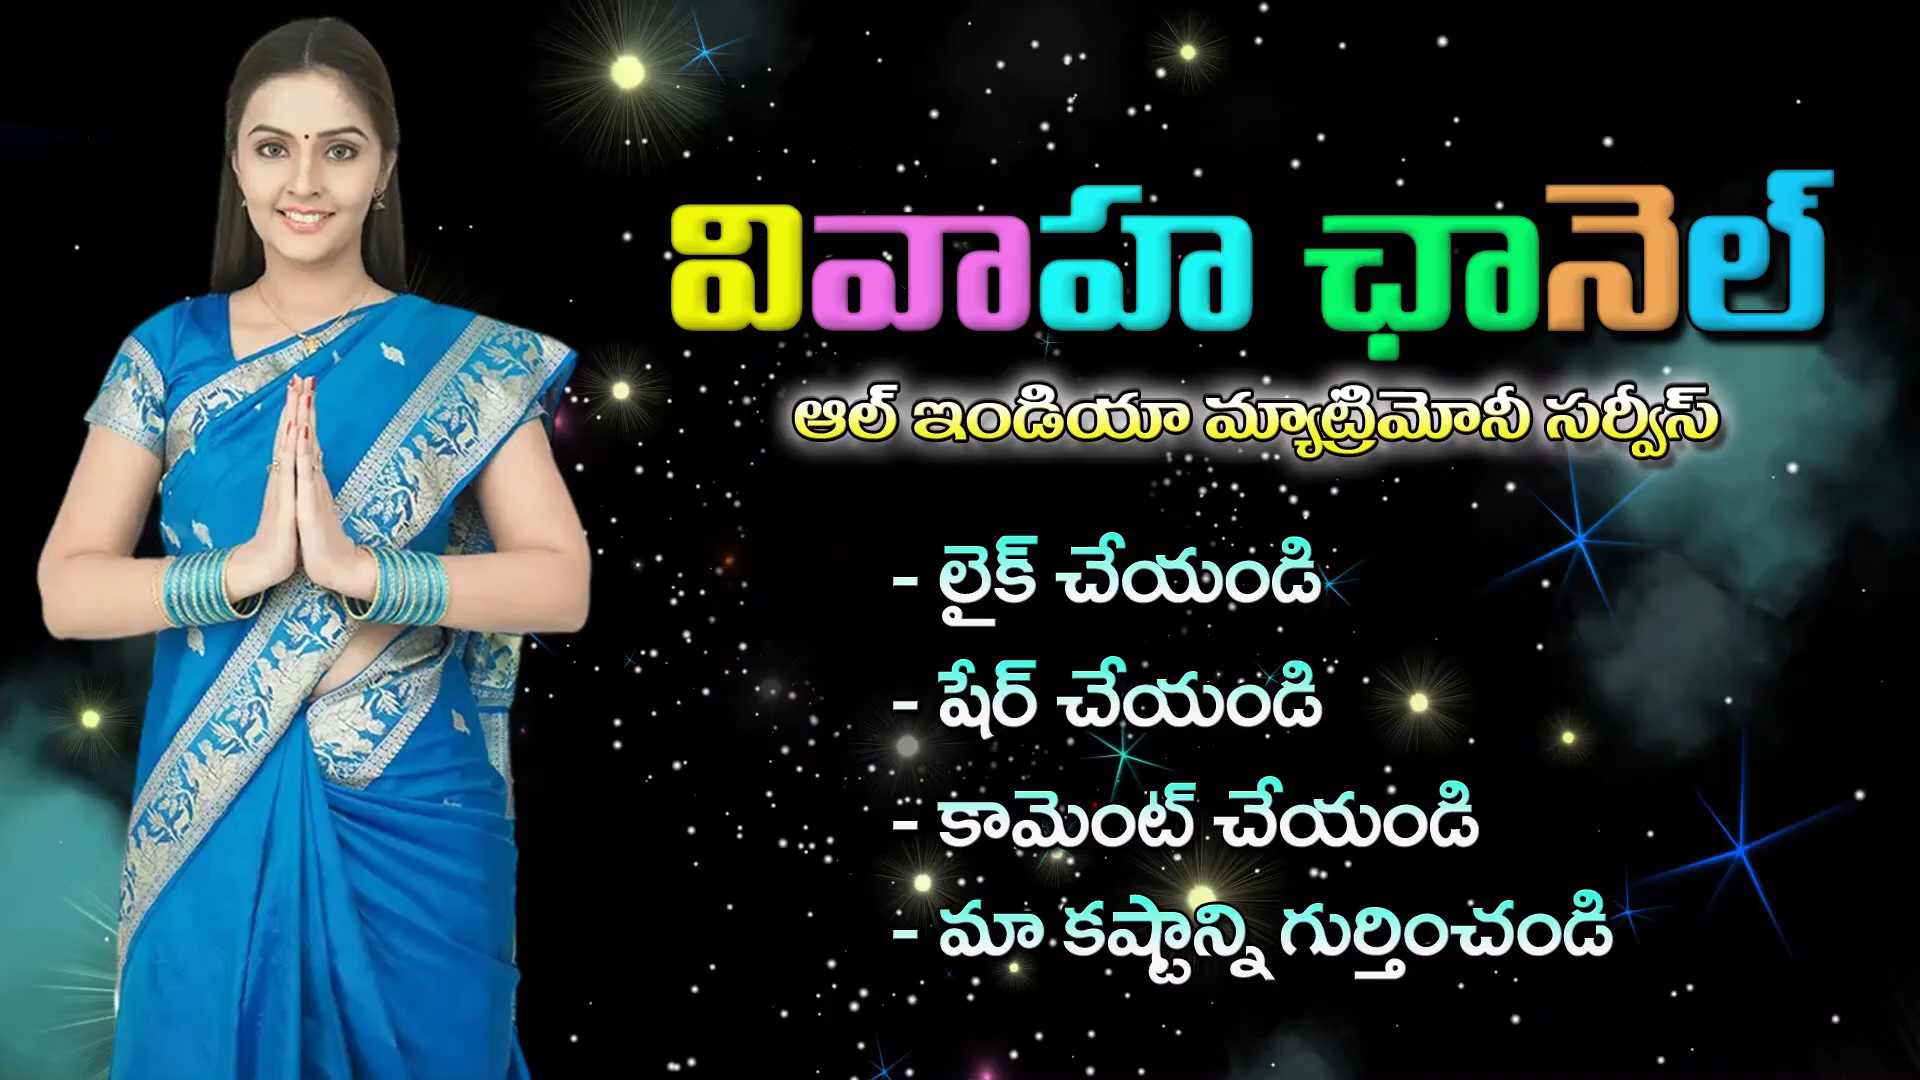 వివాహ ఛానెల్
ఆల్ ఇండియా మ్యాట్రిమోనీ సర్వీస్
- లైక్ చేయండి
- షేర్ చేయండి
- కామెంట్ చేయండి
- మా కష్టాన్ని గుర్తించండి